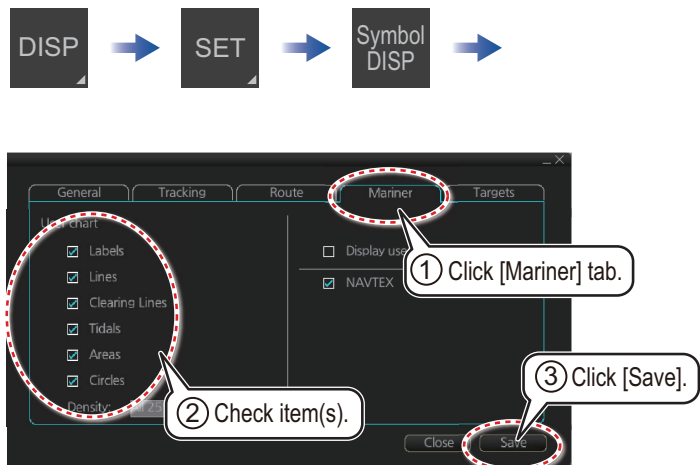 DISP
SET
Symbol
DISP
General
Tracking
Route
Mariner
Targets
chart
Labels
Lines
Clearing Lines
Tidals
Areas
Circles
Density:
Display use
NAVTEX
① Click [Mariner] tab.
② Check item(s).
③ Click [Save].
Close
Save